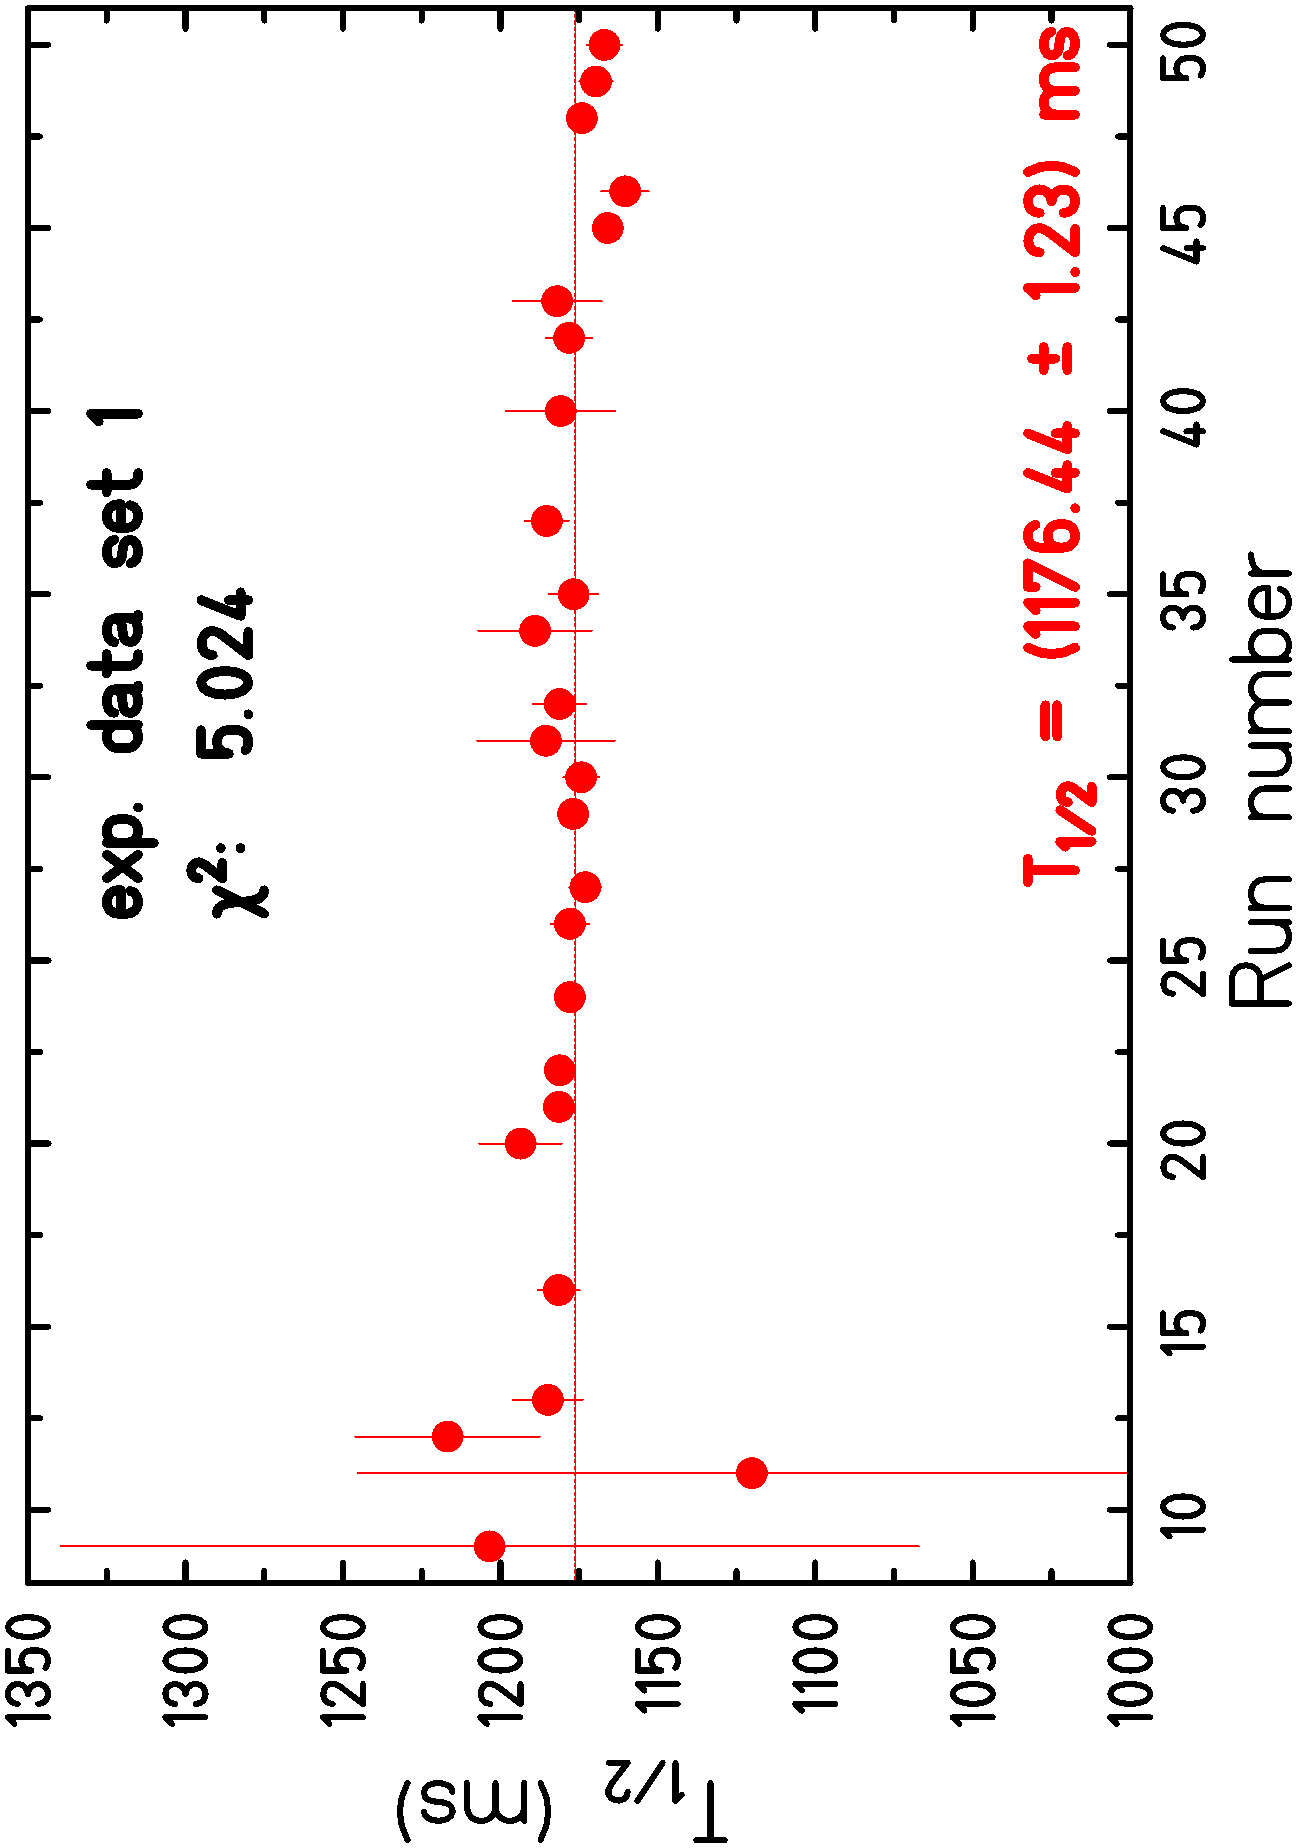 exp. data set 1
χ²: 5.024
T1/2 = (1176.44 ± 1.23) ms
T1/2 (ms)
1350
1300
1250
1200
1150
1100
1050
1000
10 15 20 25 30 35 40 45 50
Run number